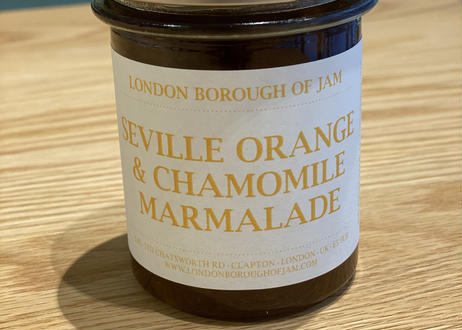 LONDON BOROUGH OF JAM
SEVILLE ORANGE
& CHAMOMILE
MARMALADE
CHATSWORTH RD - CLAPTON - LONDON - UK -
WWW.LONDONBOROUGHOFJAM.COM